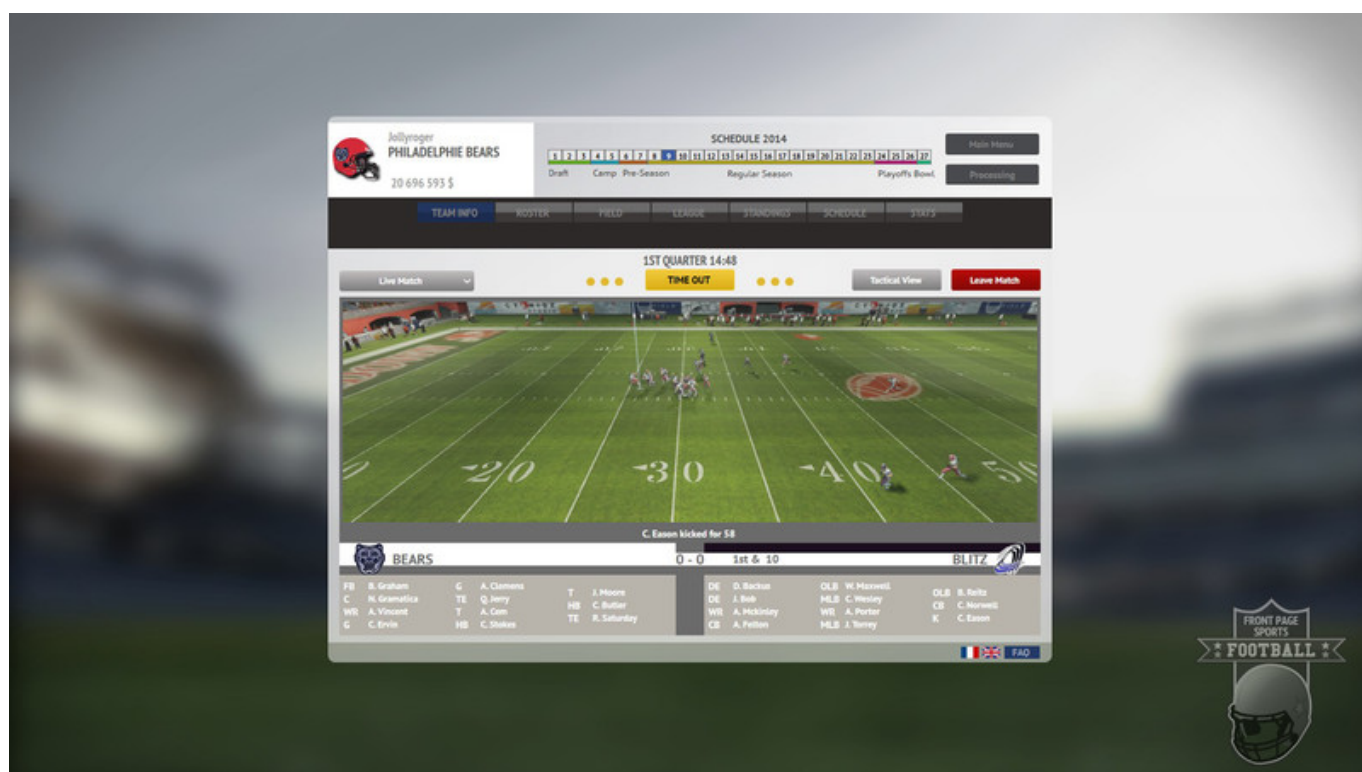 Jollyroger
PHILADELPHIE BEARS
20 696 593 $
SCHEDULE 2014
1 2 3 4 5 6 7 8 9 10 11 12 13 14 15 16 17 18 19 20 21 22 23 24 25 26 27
Draft Camp Pre-Season Regular Season Playoffs Bowl
Main Menu
Processing
TEAM INFO ROSTER FIELD LEAGUE STANDINGS SCHEDULE STATS
1ST QUARTER 14:48
Live Match TIME OUT Tactical View Leave Match
20 30 40 50
C. Eason kicked for 58
BEARS 0 - 0 1st & 10 BLITZ
FB B. Graham G A. Clemens
C N. Gramatica TE Q. Jerry
WR A. Vincent T A. Com
G C. Ervin HB C. Stokes
T J. Moore
HB C. Butler
TE R. Saturday
DE D. Backus OLB W. Maxwell
DE J. Bob MLB C. Wesley
WR A. Mckinley WR A. Porter
CB A. Pelton MLB J. Torrey
OLB B. Reitz
CB C. Norwell
K C. Eason
FAQ
FRONT PAGE
SPORTS
FOOTBALL